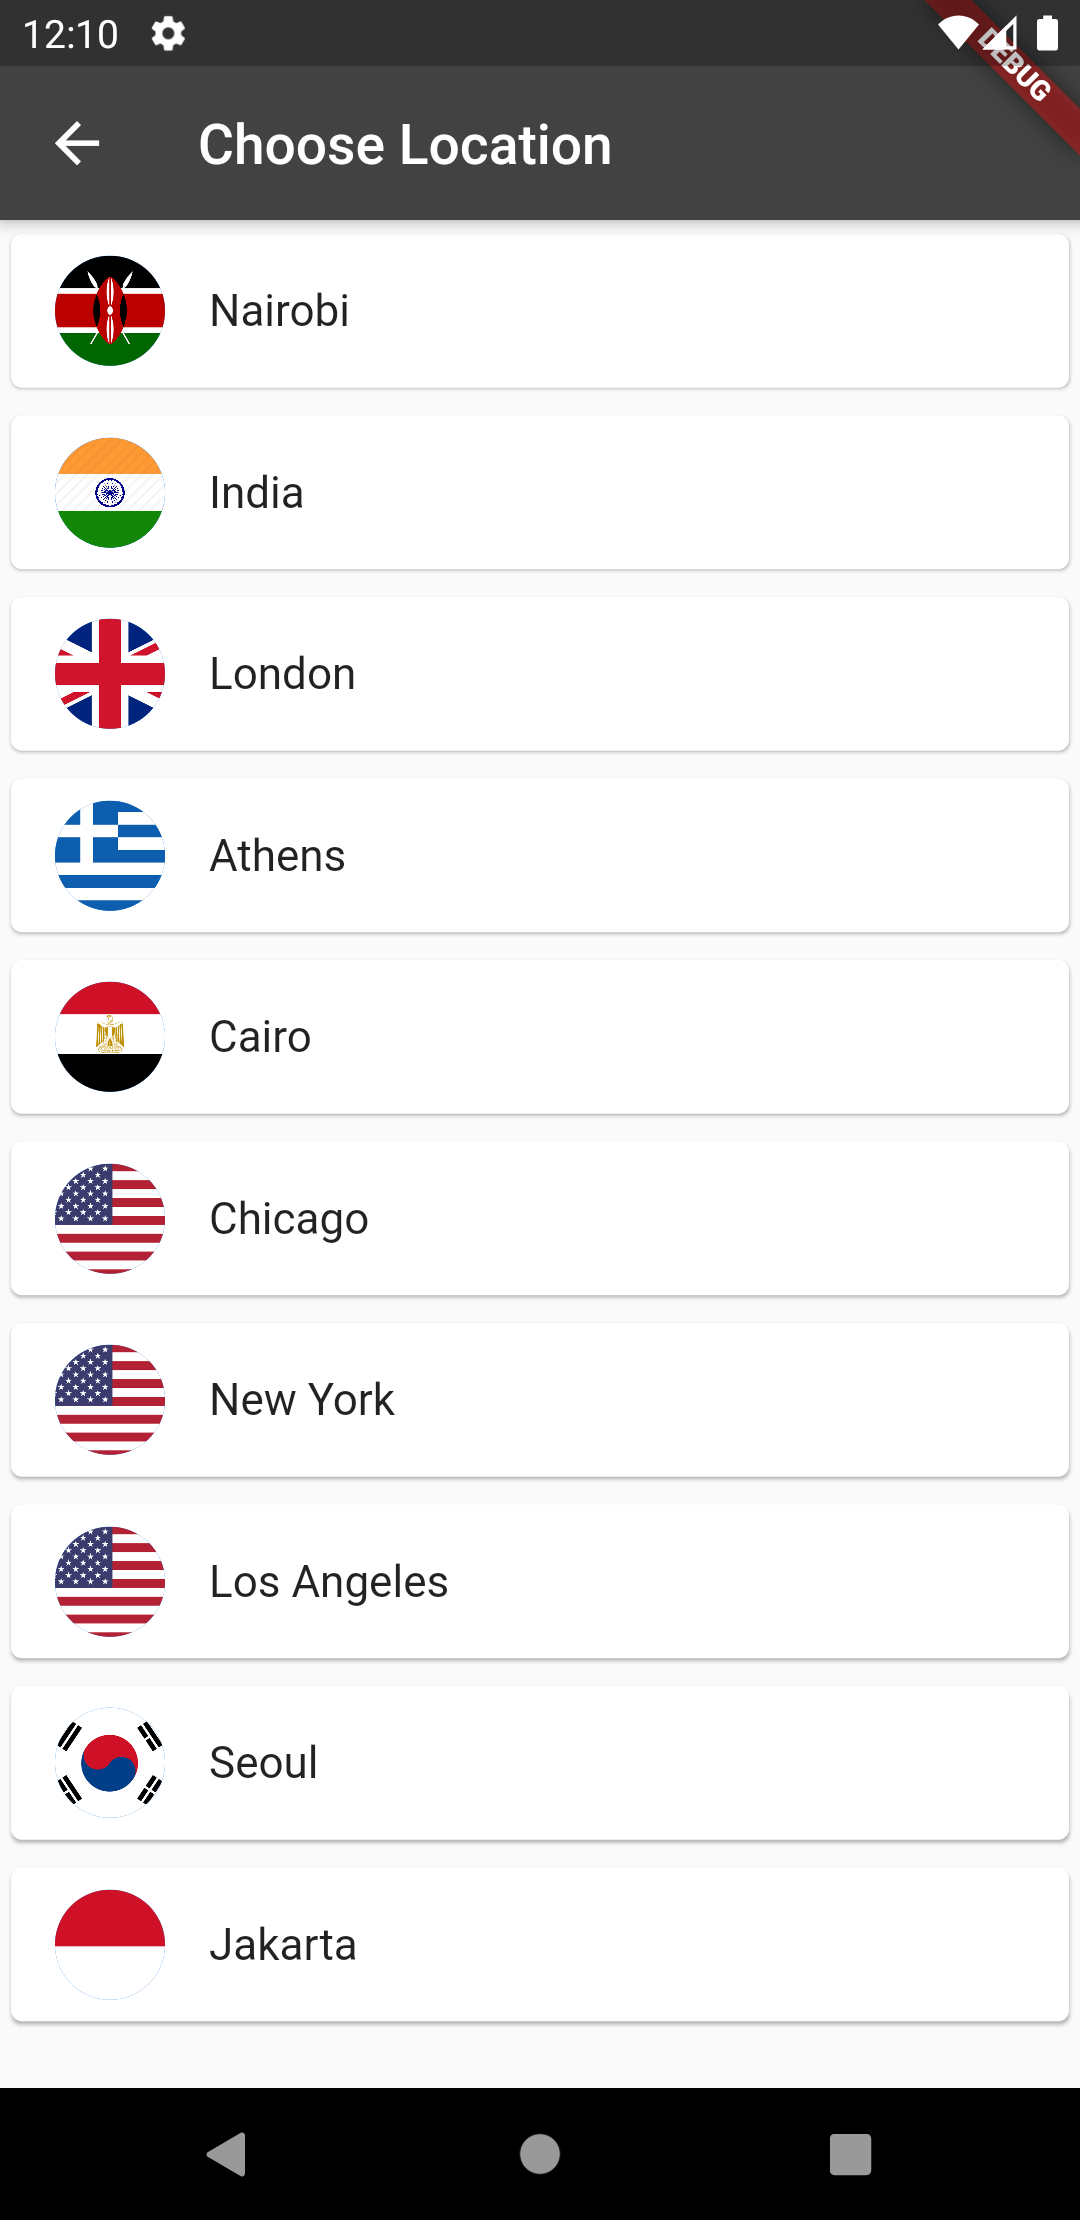 12:10
DEBUG
Choose Location
Nairobi
India
London
Athens
Cairo
Chicago
New York
Los Angeles
Seoul
Jakarta